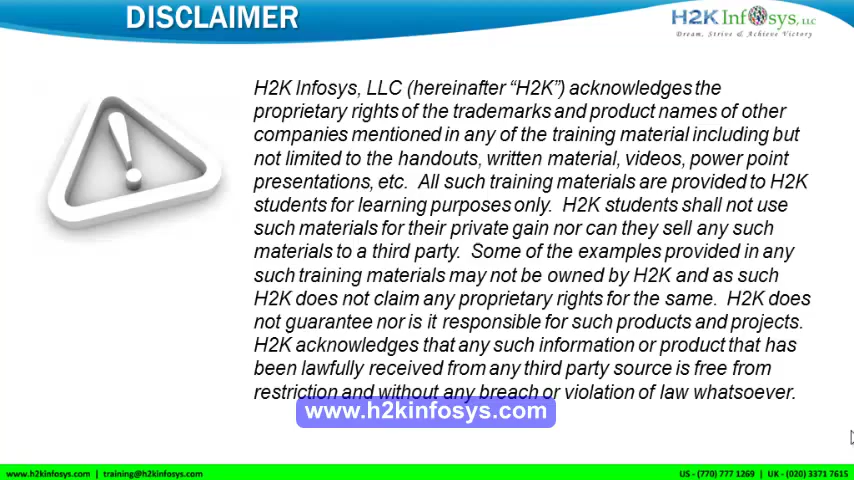 DISCLAIMER
H2K Infosys, LLC
Dream, Strive & Achieve Victory
H2K Infosys, LLC (hereinafter “H2K”) acknowledges the
proprietary rights of the trademarks and product names of other
companies mentioned in any of the training material including but
not limited to the handouts, written material, videos, power point
presentations, etc. All such training materials are provided to H2K
students for learning purposes only. H2K students shall not use
such materials for their private gain nor can they sell any such
materials to a third party. Some of the examples provided in any
such training materials may not be owned by H2K and as such
H2K does not claim any proprietary rights for the same. H2K does
not guarantee nor is it responsible for such products and projects.
H2K acknowledges that any such information or product that has
been lawfully received from any third party source is free from
restriction and without any breach or violation of law whatsoever.
www.h2kinfosys.com
www.h2kinfosys.com | training@h2kinfosys.com
US - (770) 777 1269 | UK - (020) 3371 7615